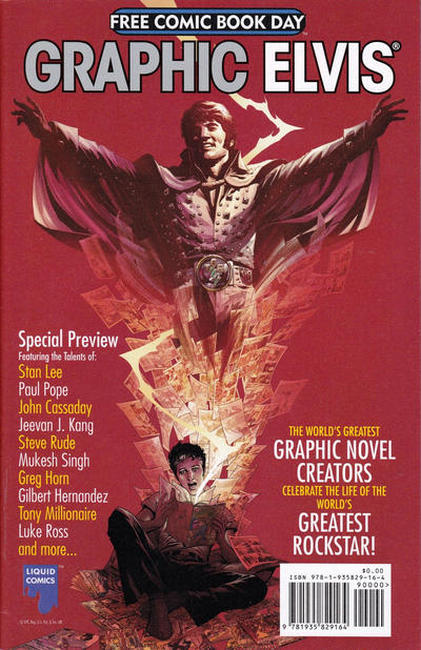 FREE COMIC BOOK DAY™
GRAPHIC ELVIS®
Special Preview
Featuring the Talents of:
Stan Lee
Paul Pope
John Cassaday
Jeevan J. Kang
Steve Rude
Mukesh Singh
Greg Horn
Gilbert Hernandez
Tony Millionaire
Luke Ross
and more...
LIQUID
COMICS™
THE WORLD'S GREATEST
GRAPHIC NOVEL
CREATORS
CELEBRATE THE LIFE OF THE
WORLD'S
GREATEST
ROCKSTAR!
$0.00
ISBN 978-1-935829-16-4
90000>
9 781935 829164